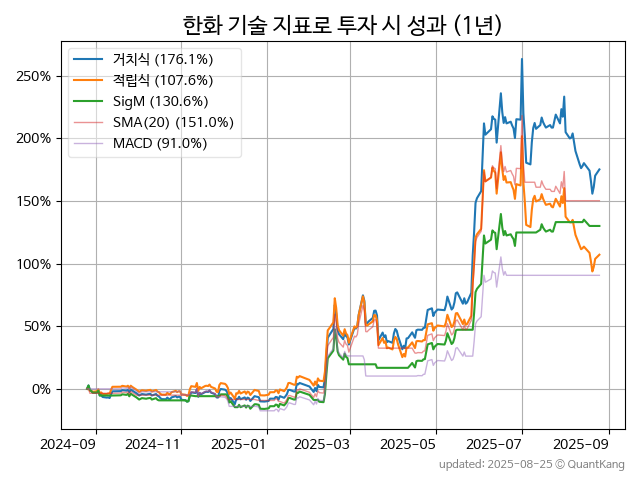 한화 기술 지표로 투자 시 성과 (1년)
거치식 (176.1%)
적립식 (107.6%)
SigM (130.6%)
SMA(20) (151.0%)
MACD (91.0%)
250%
200%
150%
100%
50%
0%
2024-09 2024-11 2025-01 2025-03 2025-05 2025-07 2025-09
updated: 2025-08-25 © QuantKang